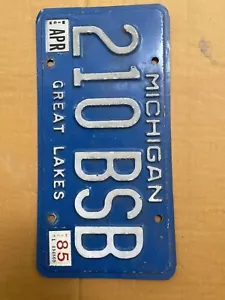 MICHIGAN
APR
210 BSB
85
GREAT LAKES